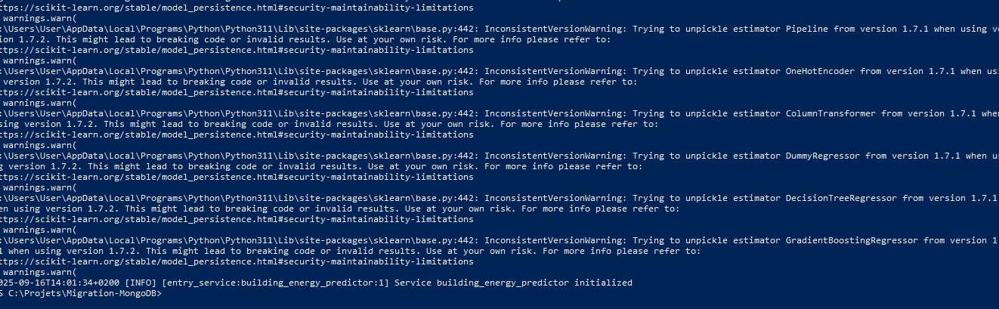 ttps://scikit-learn.org/stable/model_persistence.html#security-maintainability-limitations
warnings.warn(
:\Users\User\AppData\Local\Programs\Python\Python311\Lib\site-packages\sklearn\base.py:442: InconsistentVersionWarning: Trying to unpickle estimator Pipeline from version 1.7.1 when using ve
ion 1.7.2. This might lead to breaking code or invalid results. Use at your own risk. For more info please refer to:
ttps://scikit-learn.org/stable/model_persistence.html#security-maintainability-limitations
warnings.warn(
:\Users\User\AppData\Local\Programs\Python\Python311\Lib\site-packages\sklearn\base.py:442: InconsistentVersionWarning: Trying to unpickle estimator OneHotEncoder from version 1.7.1 when usi
version 1.7.2. This might lead to breaking code or invalid results. Use at your own risk. For more info please refer to:
ttps://scikit-learn.org/stable/model_persistence.html#security-maintainability-limitations
warnings.warn(
:\Users\User\AppData\Local\Programs\Python\Python311\Lib\site-packages\sklearn\base.py:442: InconsistentVersionWarning: Trying to unpickle estimator ColumnTransformer from version 1.7.1 when
sing version 1.7.2. This might lead to breaking code or invalid results. Use at your own risk. For more info please refer to:
ttps://scikit-learn.org/stable/model_persistence.html#security-maintainability-limitations
warnings.warn(
:\Users\User\AppData\Local\Programs\Python\Python311\Lib\site-packages\sklearn\base.py:442: InconsistentVersionWarning: Trying to unpickle estimator DummyRegressor from version 1.7.1 when us
g version 1.7.2. This might lead to breaking code or invalid results. Use at your own risk. For more info please refer to:
ttps://scikit-learn.org/stable/model_persistence.html#security-maintainability-limitations
warnings.warn(
:\Users\User\AppData\Local\Programs\Python\Python311\Lib\site-packages\sklearn\base.py:442: InconsistentVersionWarning: Trying to unpickle estimator DecisionTreeRegressor from version 1.7.1
en using version 1.7.2. This might lead to breaking code or invalid results. Use at your own risk. For more info please refer to:
ttps://scikit-learn.org/stable/model_persistence.html#security-maintainability-limitations
warnings.warn(
:\Users\User\AppData\Local\Programs\Python\Python311\Lib\site-packages\sklearn\base.py:442: InconsistentVersionWarning: Trying to unpickle estimator GradientBoostingRegressor from version 1
1 when using version 1.7.2. This might lead to breaking code or invalid results. Use at your own risk. For more info please refer to:
ttps://scikit-learn.org/stable/model_persistence.html#security-maintainability-limitations
warnings.warn(
025-09-16T14:01:34+0200 [INFO] [entry_service:building_energy_predictor:1] Service building_energy_predictor initialized
S C:\Projets\Migration-MongoDB>